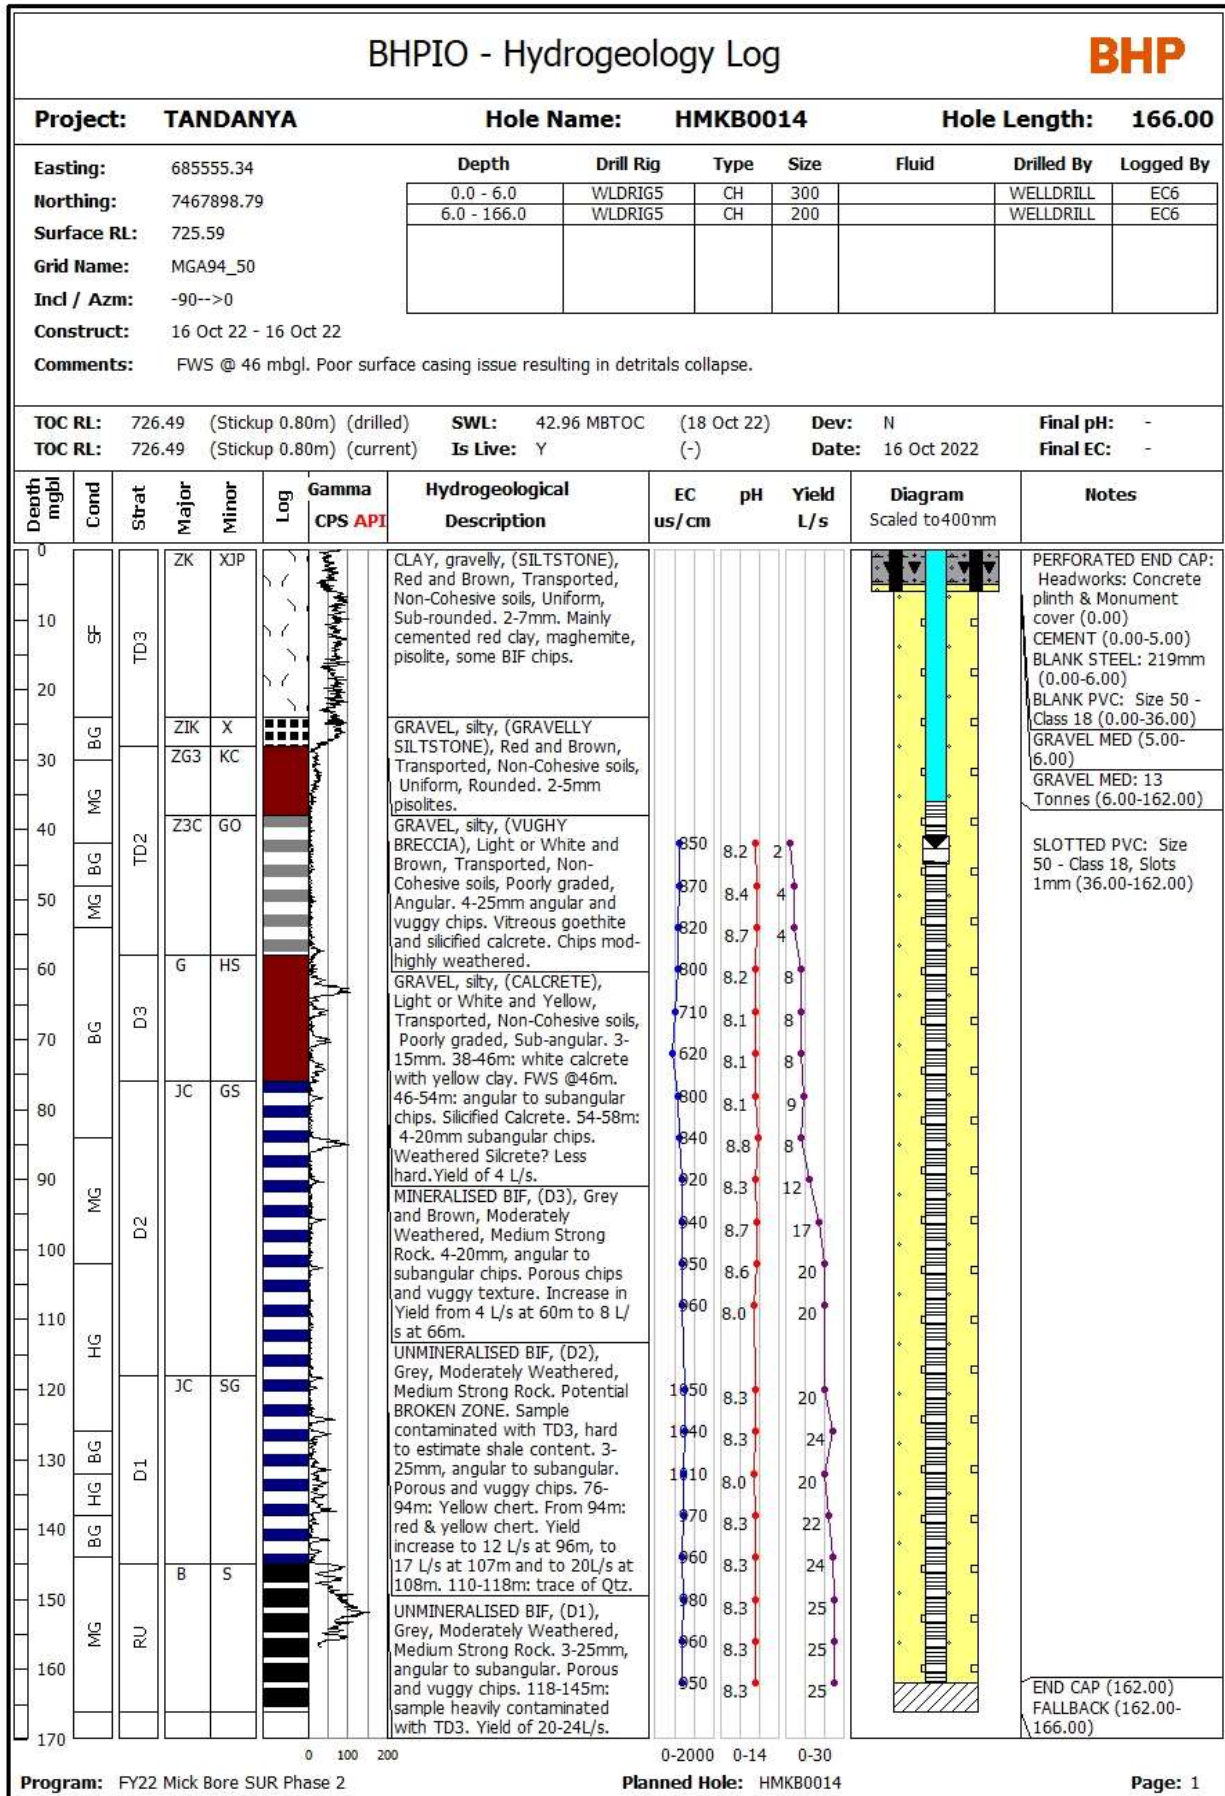 BHPIO - Hydrogeology Log
BHP
Project: TANDANYA Hole Name: HMKB0014 Hole Length: 166.00
Easting: 685555.34
Northing: 7467898.79
Surface RL: 725.59
Grid Name: MGA94_50
Incl / Azm: -90-->0
Construct: 16 Oct 22 - 16 Oct 22
Comments: FWS @ 46 mbgl. Poor surface casing issue resulting in detritals collapse.
Depth Drill Rig Type Size Fluid Drilled By Logged By
0.0 - 6.0 WLDRIG5 CH 300 WELLDRILL EC6
6.0 - 166.0 WLDRIG5 CH 200 WELLDRILL EC6
TOC RL: 726.49 (Stickup 0.80m) (drilled) SWL: 42.96 MBTOC (18 Oct 22) Dev: N Final pH: -
TOC RL: 726.49 (Stickup 0.80m) (current) Is Live: Y (-) Date: 16 Oct 2022 Final EC: -
Depth mgbl
Cond
Strat
Major
Minor
Log
Gamma
CPS API
Hydrogeological
Description
EC
us/cm
pH
Yield
L/s
Diagram
Scaled to400mm
Notes
0
10
20
30
40
50
60
70
80
90
100
110
120
130
140
150
160
170
SF
BG
MG
BG
MG
BG
MG
HG
BG
HG
BG
MG
TD3
TD2
D3
D2
D1
RU
ZK XJP
ZIK X
ZG3 KC
Z3C GO
G HS
JC GS
JC SG
B S
CLAY, gravelly, (SILTSTONE),
Red and Brown, Transported,
Non-Cohesive soils, Uniform,
Sub-rounded. 2-7mm. Mainly
cemented red clay, maghemite,
pisolite, some BIF chips.
GRAVEL, silty, (GRAVELLY
SILTSTONE), Red and Brown,
Transported, Non-Cohesive soils,
Uniform, Rounded. 2-5mm
pisolites.
GRAVEL, silty, (VUGHY
BRECCIA), Light or White and
Brown, Transported, Non-
Cohesive soils, Poorly graded,
Angular. 4-25mm angular and
vuggy chips. Vitreous goethite
and silicified calcrete. Chips mod-
highly weathered.
GRAVEL, silty, (CALCRETE),
Light or White and Yellow,
Transported, Non-Cohesive soils,
Poorly graded, Sub-angular. 3-
15mm. 38-46m: white calcrete
with yellow clay. FWS @46m.
46-54m: angular to subangular
chips. Silicified Calcrete. 54-58m:
4-20mm subangular chips.
Weathered Silcrete? Less
hard.Yield of 4 L/s.
MINERALISED BIF, (D3), Grey
and Brown, Moderately
Weathered, Medium Strong
Rock. 4-20mm, angular to
subangular chips. Porous chips
and vuggy texture. Increase in
Yield from 4 L/s at 60m to 8 L/
s at 66m.
UNMINERALISED BIF, (D2),
Grey, Moderately Weathered,
Medium Strong Rock. Potential
BROKEN ZONE. Sample
contaminated with TD3, hard
to estimate shale content. 3-
25mm, angular to subangular.
Porous and vuggy chips. 76-
94m: Yellow chert. From 94m:
red & yellow chert. Yield
increase to 12 L/s at 96m, to
17 L/s at 107m and to 20L/s at
108m. 110-118m: trace of Qtz.
UNMINERALISED BIF, (D1),
Grey, Moderately Weathered,
Medium Strong Rock. 3-25mm,
angular to subangular. Porous
and vuggy chips. 118-145m:
sample heavily contaminated
with TD3. Yield of 20-24L/s.
850 8.2 2
870 8.4 4
820 8.7 4
800 8.2 8
710 8.1 8
620 8.1 8
800 8.1 9
840 8.8 8
920 8.3 12
940 8.7 17
950 8.6 20
960 8.0 20
1050 8.3 20
1040 8.3 24
1010 8.0 20
970 8.3 22
960 8.3 24
980 8.3 25
960 8.3 25
950 8.3 25
PERFORATED END CAP:
Headworks: Concrete
plinth & Monument
cover (0.00)
CEMENT (0.00-5.00)
BLANK STEEL: 219mm
(0.00-6.00)
BLANK PVC: Size 50 -
Class 18 (0.00-36.00)
GRAVEL MED (5.00-
6.00)
GRAVEL MED: 13
Tonnes (6.00-162.00)
SLOTTED PVC: Size
50 - Class 18, Slots
1mm (36.00-162.00)
END CAP (162.00)
FALLBACK (162.00-
166.00)
0 100 200
0-2000 0-14 0-30
Program: FY22 Mick Bore SUR Phase 2 Planned Hole: HMKB0014 Page: 1